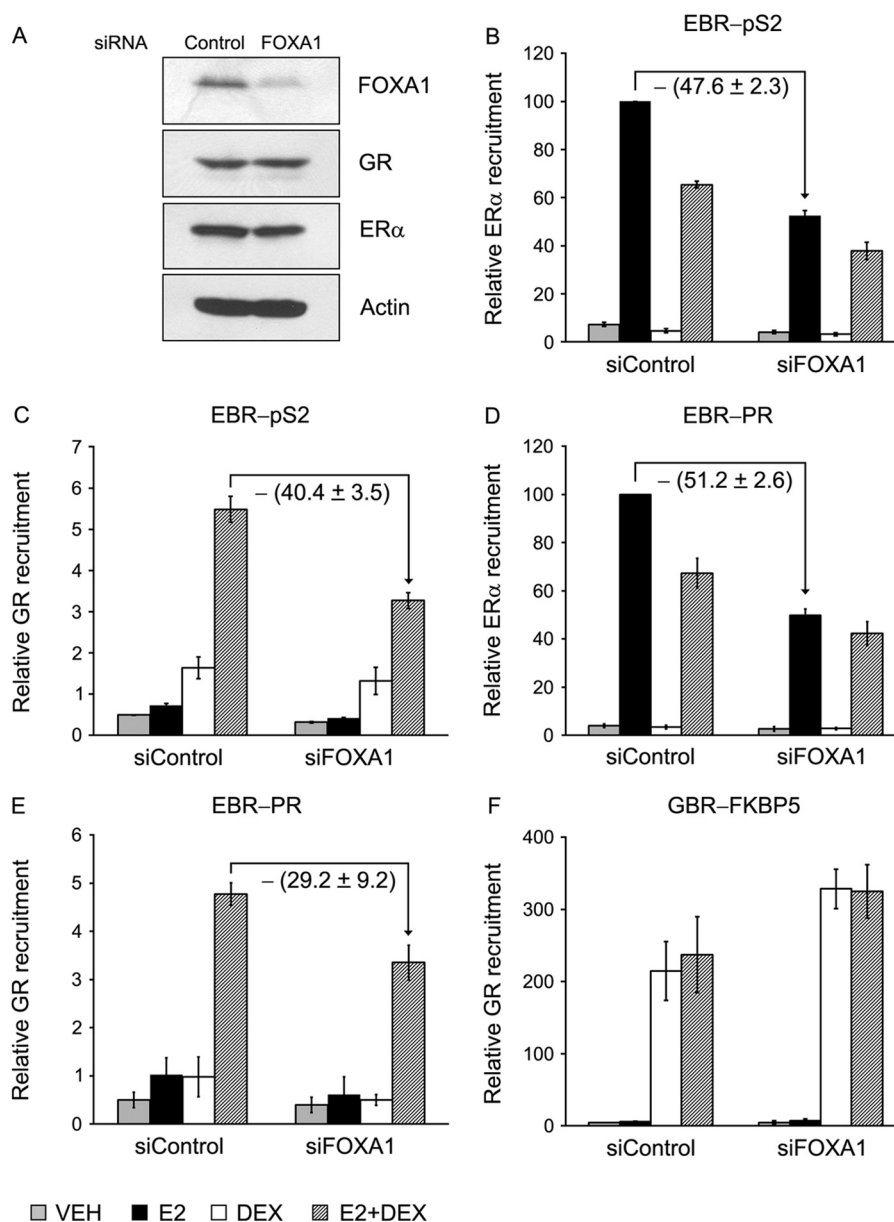 A
siRNA Control FOXA1
FOXA1
GR
ERα
Actin
B
EBR–pS2
Relative ERα recruitment
120
100
80
60
40
20
0
– (47.6 ± 2.3)
siControl siFOXA1
C
EBR–pS2
Relative GR recruitment
7
6
5
4
3
2
1
0
– (40.4 ± 3.5)
siControl siFOXA1
D
EBR–PR
Relative ERα recruitment
120
100
80
60
40
20
0
– (51.2 ± 2.6)
siControl siFOXA1
E
EBR–PR
Relative GR recruitment
6
5
4
3
2
1
0
– (29.2 ± 9.2)
siControl siFOXA1
F
GBR–FKBP5
Relative GR recruitment
400
300
200
100
0
siControl siFOXA1
VEH E2 DEX E2+DEX